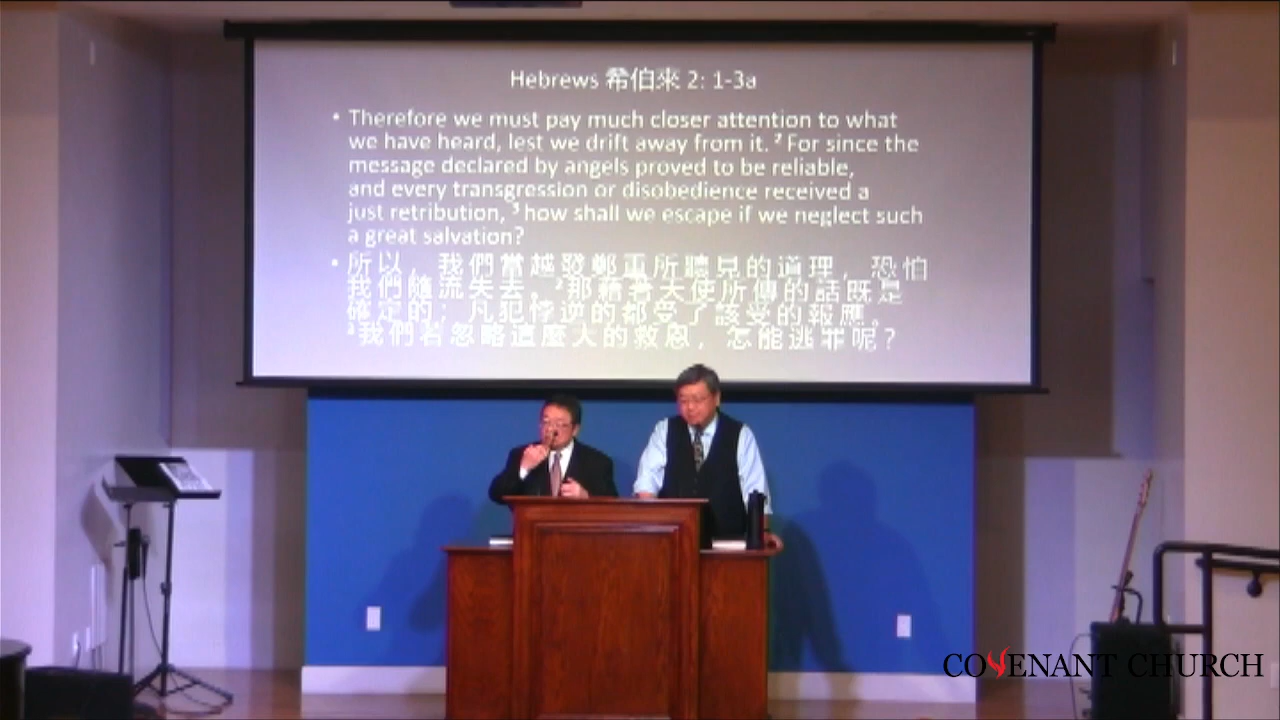 Hebrews 希伯來 2: 1-3a
• Therefore we must pay much closer attention to what
we have heard, lest we drift away from it. ² For since the
message declared by angels proved to be reliable,
and every transgression or disobedience received a
just retribution, ³ how shall we escape if we neglect such
a great salvation?
• 所以，我們當越發鄭重所聽見的道理，恐怕
我們隨流失去。²那藉著天使所傳的話既是
確定的；凡犯悖逆的都受了該受的報應。
³我們若忽略這麼大的救恩，怎能逃罪呢？
COVENANT CHURCH